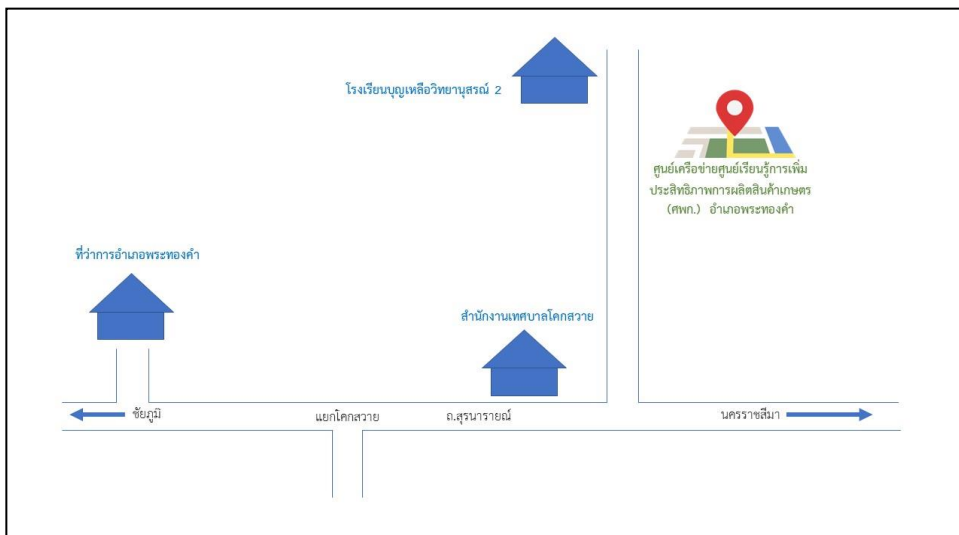 โรงเรียนบุญเหลือวิทยานุสรณ์ 2
ศูนย์เครือข่ายศูนย์เรียนรู้การเพิ่ม
ประสิทธิภาพการผลิตสินค้าเกษตร
(ศพก.) อำเภอพระทองคำ
ที่ว่าการอำเภอพระทองคำ
สำนักงานเทศบาลโคกสวาย
ชัยภูมิ
แยกโคกสวาย
ถ.สุรนารายณ์
นครราชสีมา